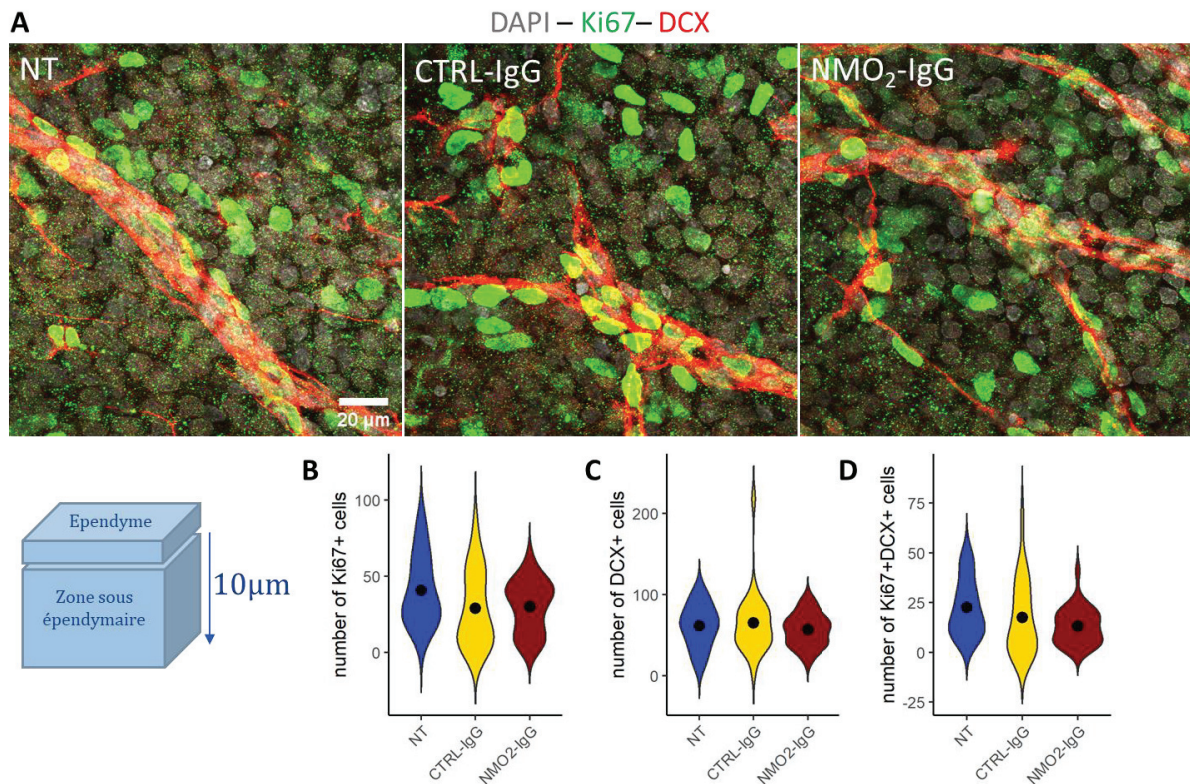 A
DAPI – Ki67– DCX
NT
CTRL-IgG
NMO₂-IgG
20 µm
Ependyme
Zone sous
épendymaire
10µm
B
number of Ki67+ cells
100
50
0
NT
CTRL-IgG
NMO2-IgG
C
number of DCX+ cells
200
100
0
NT
CTRL-IgG
NMO2-IgG
D
number of Ki67+DCX+ cells
75
50
25
0
-25
NT
CTRL-IgG
NMO2-IgG